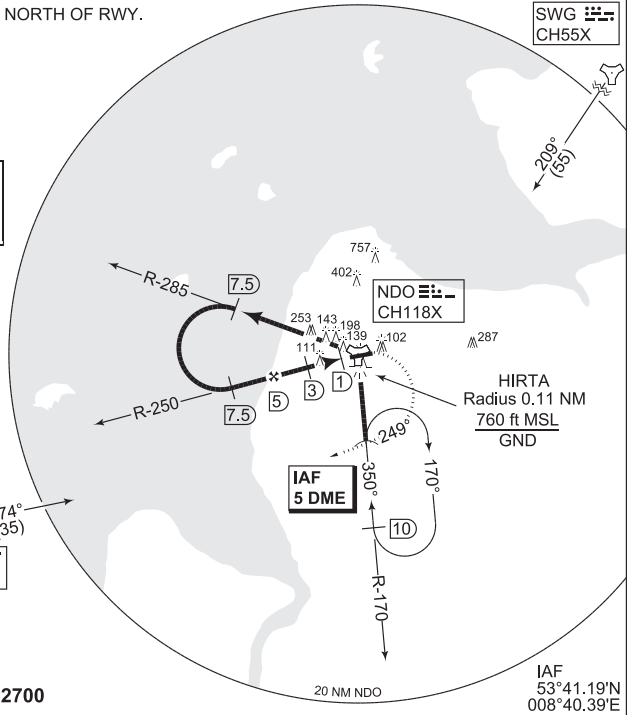 NORTH OF RWY.
SWG
CH55X
209°
(55)
757
402
R-285
7.5
NDO
CH118X
253
143
198
139
102
287
111
1
3
5
HIRTA
Radius 0.11 NM
760 ft MSL
GND
R-250
7.5
249°
IAF
5 DME
350°
170°
74°
35)
10
R-170
2700
20 NM NDO
IAF
53°41.19'N
008°40.39'E